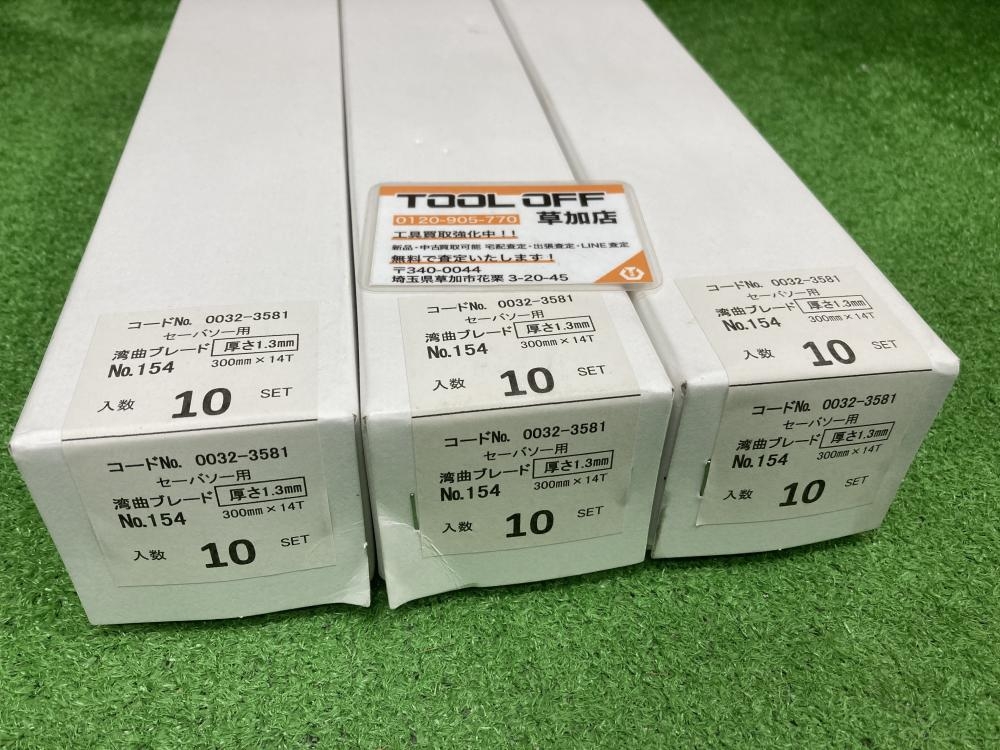 TOOL OFF
0120-905-770 草加店
工具買取強化中！！
新品・中古買取可能 宅配査定・出張査定・LINE査定
無料で査定いたします！
〒340-0044
埼玉県草加市花栗 3-20-45
コードNo. 0032-3581
セーバソー用
湾曲ブレード 厚さ1.3mm
No.154 300mm×14T
入数 10 SET
コードNo. 0032-3581
セーバソー用
湾曲ブレード 厚さ1.3mm
No.154 300mm×14T
入数 10 SET
コードNo. 0032-3581
セーバソー用
湾曲ブレード 厚さ1.3mm
No.154 300mm×14T
入数 10 SET
コードNo. 0032-3581
セーバソー用
湾曲ブレード 厚さ1.3mm
No.154 300mm×14T
入数 10 SET
コードNo. 0032-3581
セーバソー用
湾曲ブレード 厚さ1.3mm
No.154 300mm×14T
入数 10 SET
コードNo. 0032-3581
セーバソー用
湾曲ブレード 厚さ1.3mm
No.154 300mm×14T
入数 10 SET